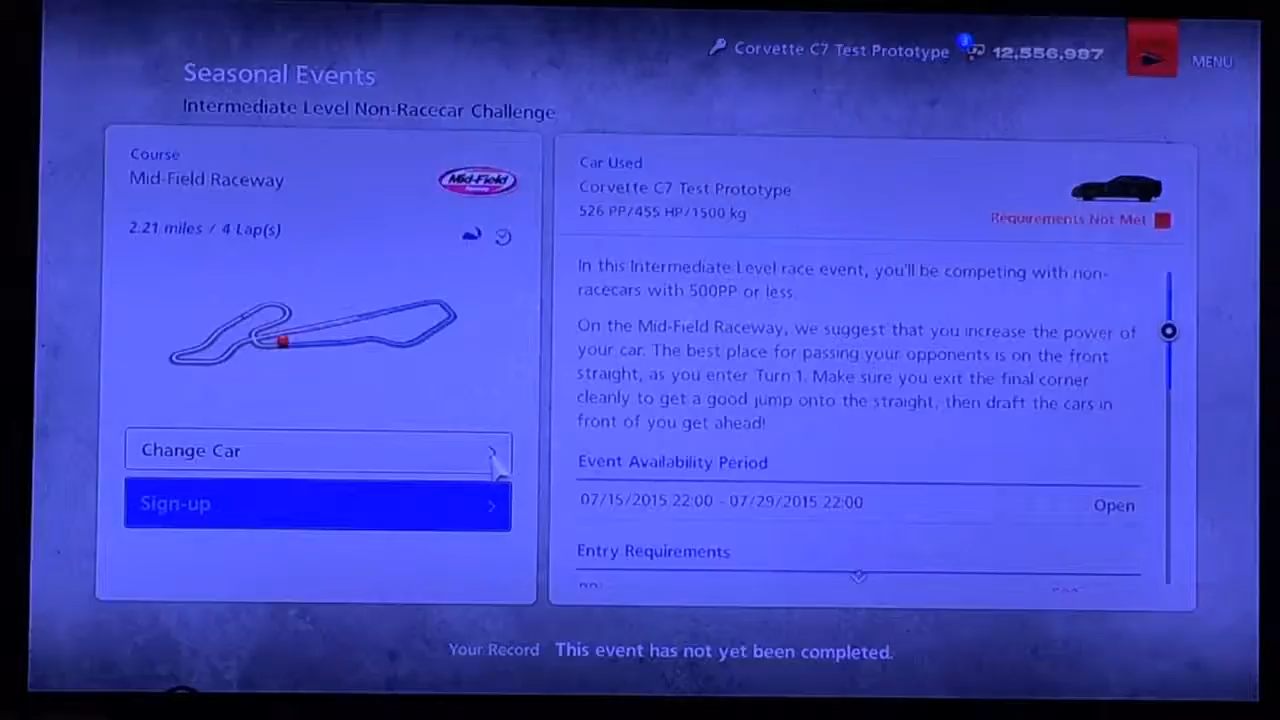 Corvette C7 Test Prototype
12,556,987
MENU
Seasonal Events
Intermediate Level Non-Racecar Challenge
Course
Mid-Field Raceway
Mid-Field
Raceway
2.21 miles / 4 Lap(s)
Change Car
Sign-up
Car Used
Corvette C7 Test Prototype
526 PP/455 HP/1500 kg
Requirements Not Met
In this Intermediate Level race event, you'll be competing with non-
racecars with 500PP or less.
On the Mid-Field Raceway, we suggest that you increase the power of
your car. The best place for passing your opponents is on the front
straight, as you enter Turn 1. Make sure you exit the final corner
cleanly to get a good jump onto the straight, then draft the cars in
front of you get ahead!
Event Availability Period
07/15/2015 22:00 - 07/29/2015 22:00
Open
Entry Requirements
Your Record This event has not yet been completed.